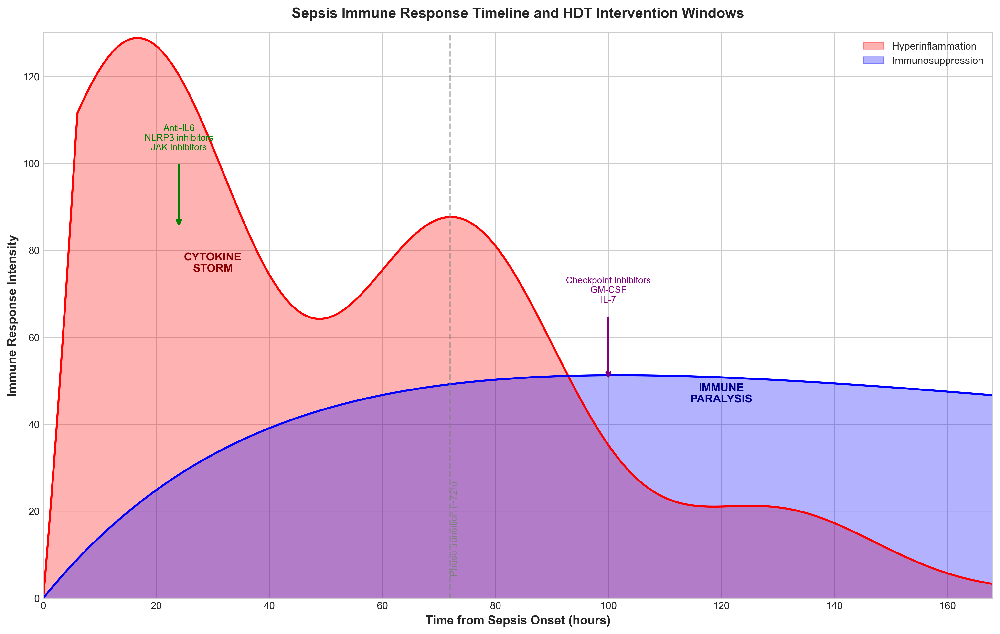 Sepsis Immune Response Timeline and HDT Intervention Windows
Hyperinflammation
Immunosuppression
Immune Response Intensity
120
100
80
60
40
20
0
Anti-IL6
NLRP3 inhibitors
JAK inhibitors
CYTOKINE
STORM
Checkpoint inhibitors
GM-CSF
IL-7
IMMUNE
PARALYSIS
Phase transition (~72h)
0 20 40 60 80 100 120 140 160
Time from Sepsis Onset (hours)